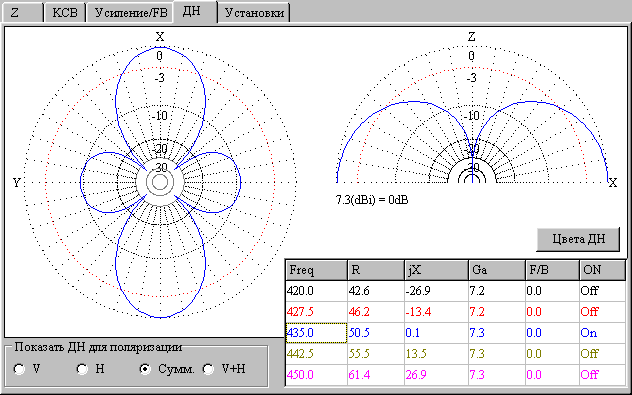 Z КСВ Усиление/FB ДН Установки
X Z
0 0
-3 -3
-10 -10
-20 -20
-30 -30
Y X
7.3(dBi) = 0dB
Цвета ДН
Freq R jX Ga F/B ON
420.0 42.6 -26.9 7.2 0.0 Off
427.5 46.2 -13.4 7.2 0.0 Off
435.0 50.5 0.1 7.3 0.0 On
442.5 55.5 13.5 7.3 0.0 Off
450.0 61.4 26.9 7.3 0.0 Off
Показать ДН для поляризации
V H Сумм. V+H